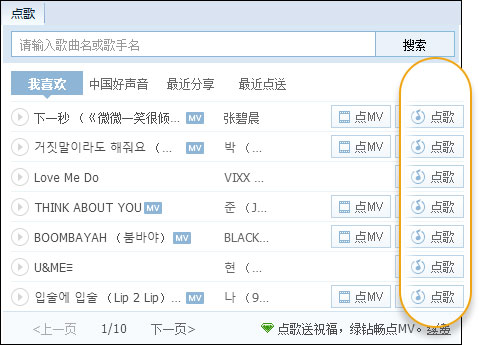 点歌
请输入歌曲名或歌手名 搜索
我喜欢 中国好声音 最近分享 最近点送
下一秒 (《微微一笑很倾... MV 张碧晨 点MV 点歌
거짓말이라도 해줘요 (... MV 박 (... 点MV 点歌
Love Me Do VIXX ... 点歌
THINK ABOUT YOU MV 준 (J... 点MV 点歌
BOOMBAYAH (붐바야) MV BLACK... 点MV 点歌
U&ME 현 (... 点歌
입술에 입술 (Lip 2 Lip)... MV 나 (9... 点MV 点歌
<上一页 1/10 下一页> 点歌送祝福，绿钻畅点MV。续费